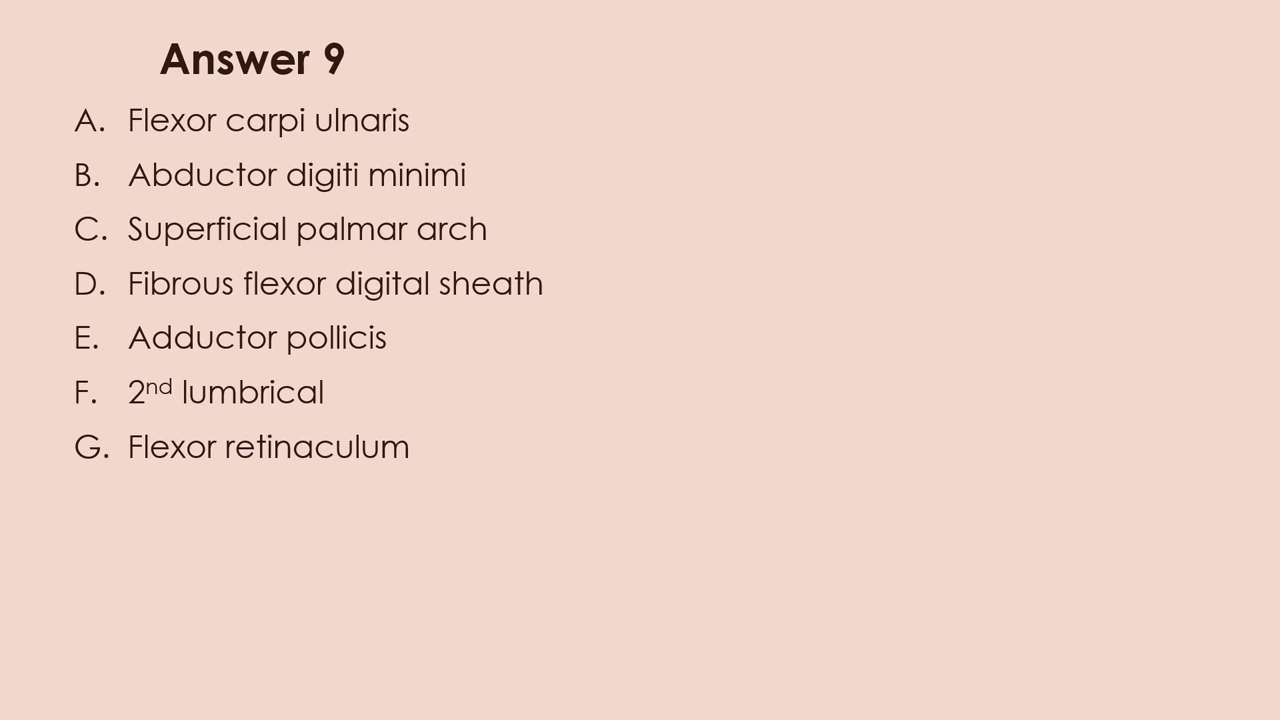 Answer 9
A. Flexor carpi ulnaris
B. Abductor digiti minimi
C. Superficial palmar arch
D. Fibrous flexor digital sheath
E. Adductor pollicis
F. 2nd lumbrical
G. Flexor retinaculum